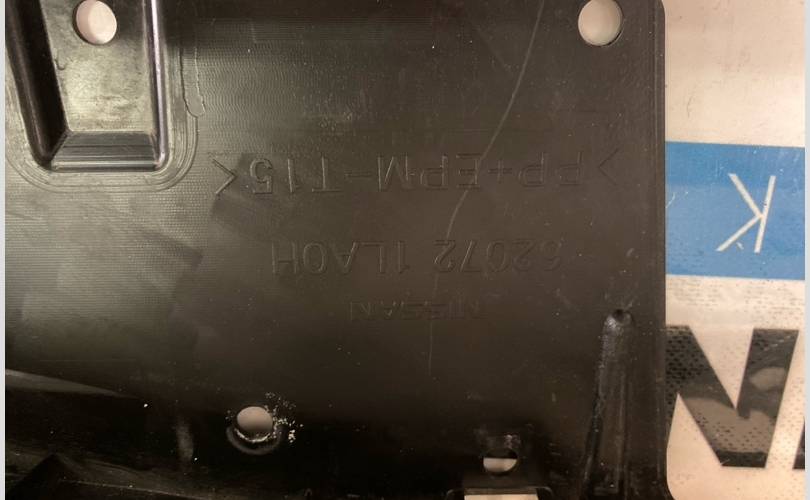 NISSAN
62072 1LA0H
>PP+EPM-T15<
K
N